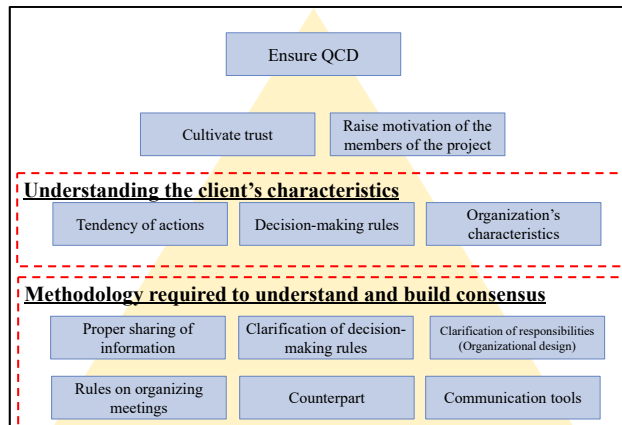 Ensure QCD
Cultivate trust
Raise motivation of the
members of the project
Understanding the client's characteristics
Tendency of actions
Decision-making rules
Organization's
characteristics
Methodology required to understand and build consensus
Proper sharing of
information
Clarification of decision-
making rules
Clarification of responsibilities
(Organizational design)
Rules on organizing
meetings
Counterpart
Communication tools